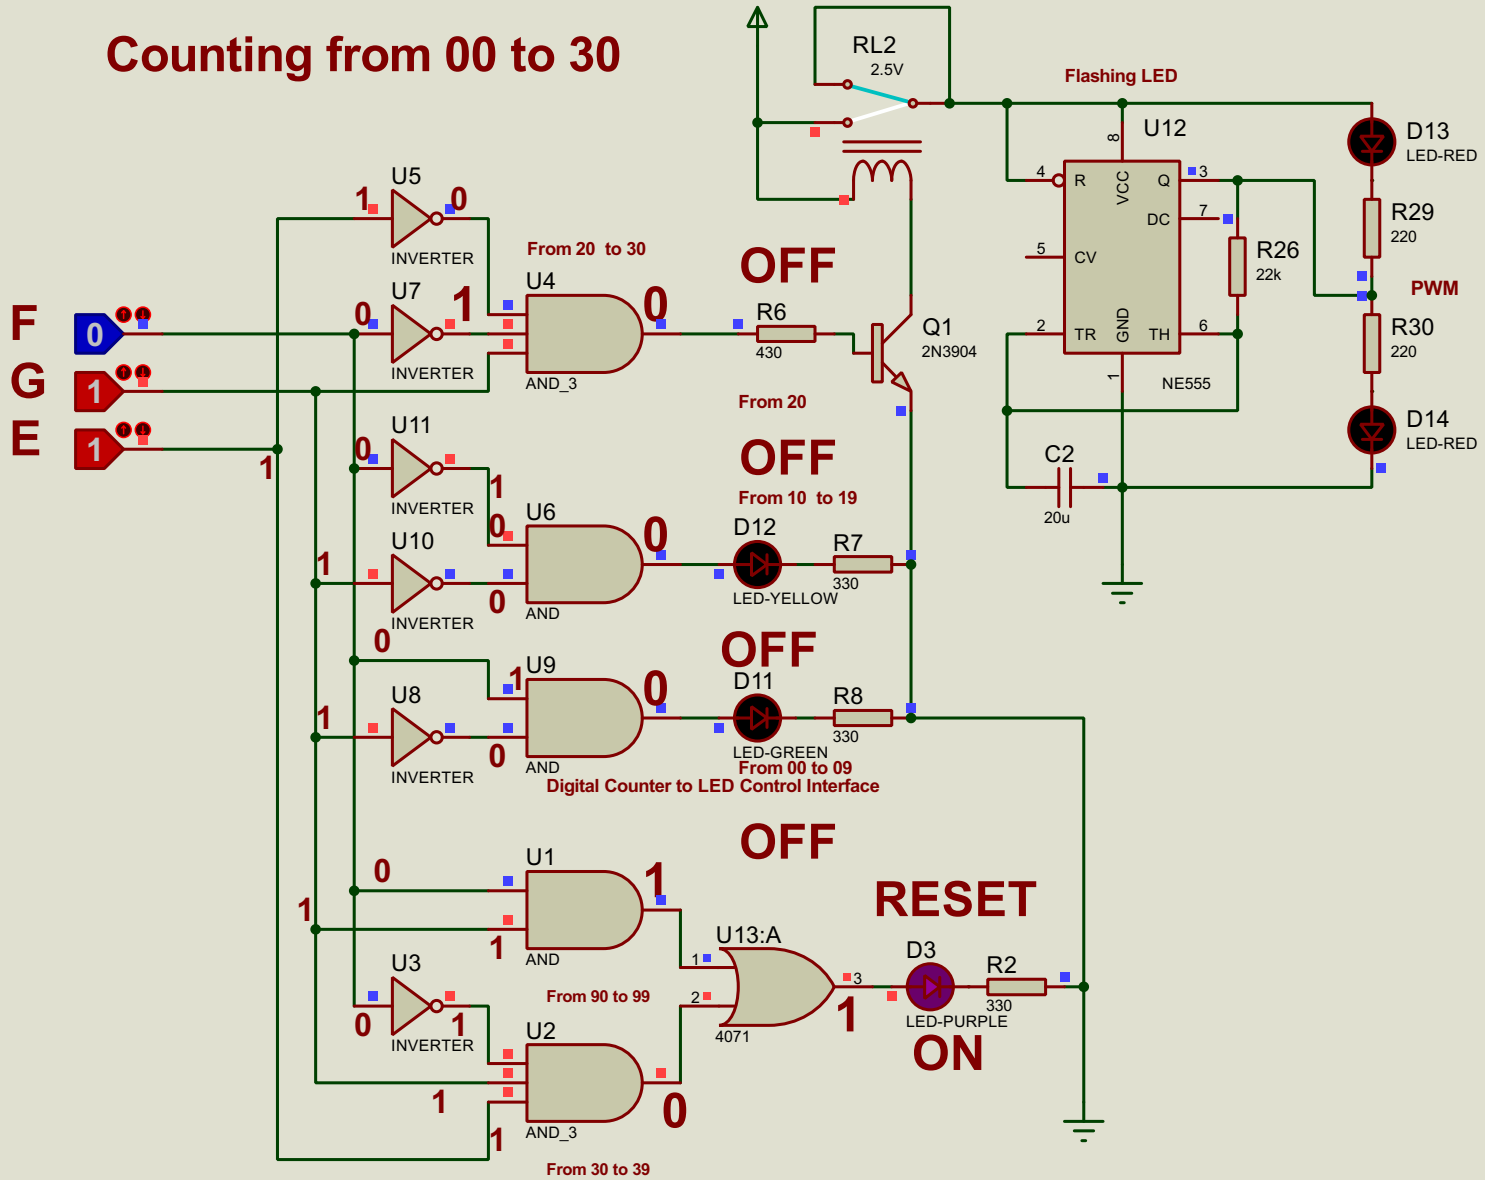 Counting from 00 to 30
RL2
2.5V
Flashing LED
U12
NE555
8
VCC
4
R
Q
3
7
DC
5
CV
2
TR
GND
TH
6
1
D13
LED-RED
R29
220
R26
22k
PWM
R30
220
D14
LED-RED
C2
20u
F
0
G
1
E
1
1
U5
1
0
INVERTER
U7
0
1
INVERTER
From 20 to 30
U4
0
AND_3
OFF
R6
430
Q1
2N3904
From 20
U11
0
INVERTER
1
0
U10
1
INVERTER
0
U6
0
AND
OFF
From 10 to 19
D12
LED-YELLOW
R7
330
0
1
U8
1
INVERTER
0
U9
0
AND
OFF
D11
LED-GREEN
R8
330
From 00 to 09
Digital Counter to LED Control Interface
OFF
U1
0
1
1
1
AND
U3
0
1
INVERTER
From 90 to 99
U2
1
1
0
AND_3
From 30 to 39
U13:A
1
2
3
4071
1
RESET
D3
LED-PURPLE
R2
330
ON